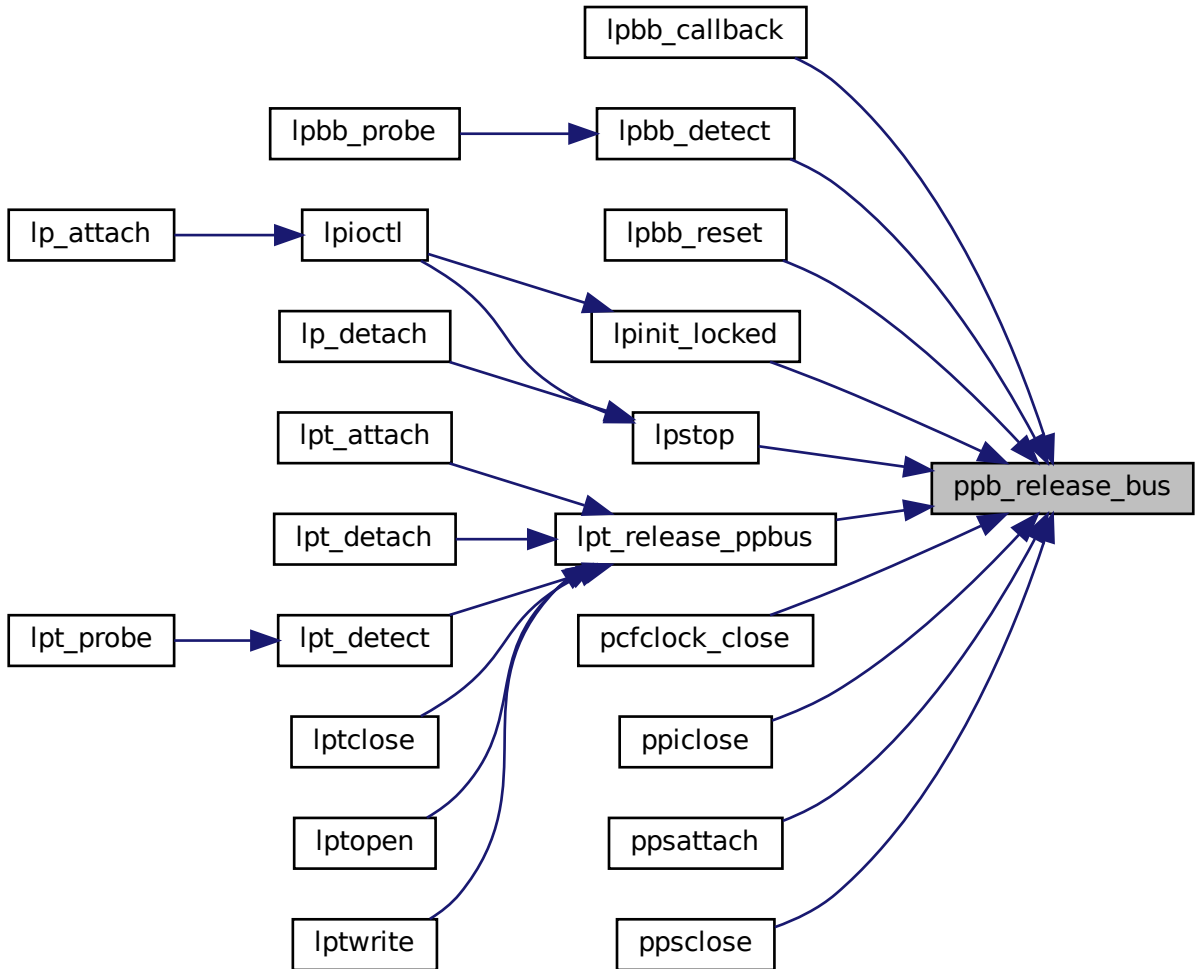 lpbb_callback
lpbb_probe
lpbb_detect
lp_attach
lpioctl
lpbb_reset
lp_detach
lpinit_locked
lpt_attach
lpstop
ppb_release_bus
lpt_detach
lpt_release_ppbus
lpt_probe
lpt_detect
pcfclock_close
lptclose
ppiclose
lptopen
ppsattach
lptwrite
ppsclose